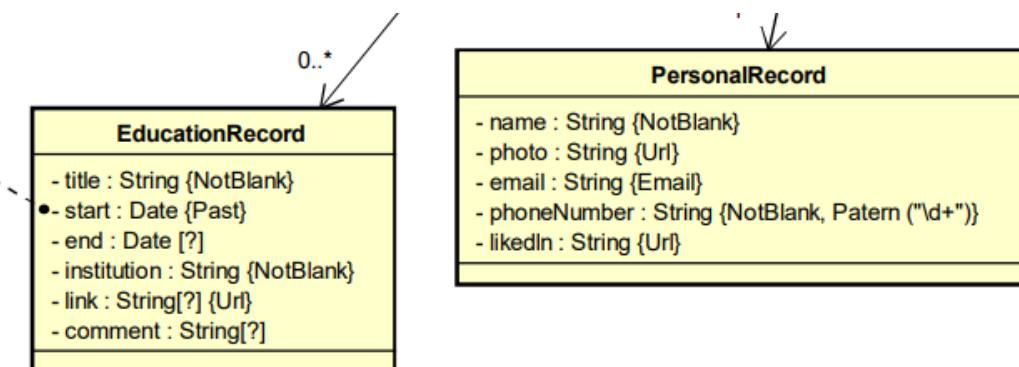 0..*
EducationRecord
- title : String {NotBlank}
- start : Date {Past}
- end : Date [?]
- institution : String {NotBlank}
- link : String[?] {Url}
- comment : String[?]
PersonalRecord
- name : String {NotBlank}
- photo : String {Url}
- email : String {Email}
- phoneNumber : String {NotBlank, Patern ("\d+")}
- likedIn : String {Url}